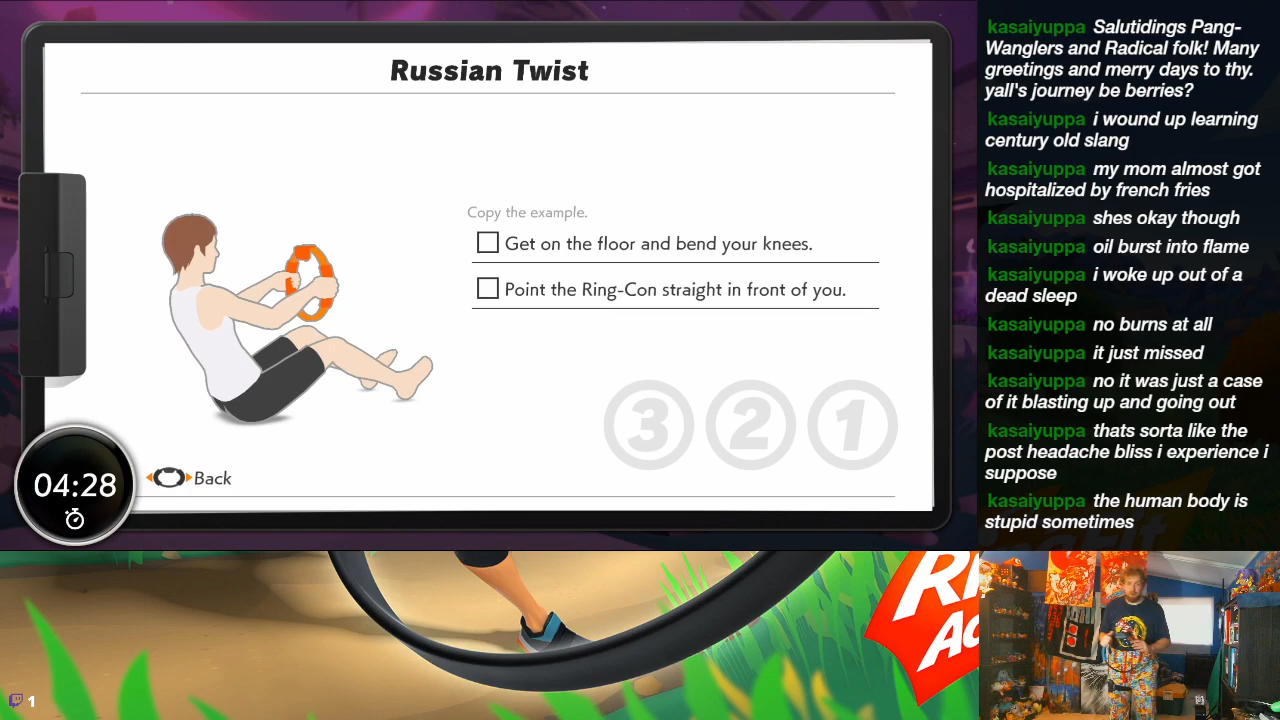 Russian Twist
Copy the example.
Get on the floor and bend your knees.
Point the Ring-Con straight in front of you.
3 2 1
04:28
Back
1
kasaiyuppa Salutidings Pang-
Wanglers and Radical folk! Many
greetings and merry days to thy.
yall's journey be berries?
kasaiyuppa i wound up learning
century old slang
kasaiyuppa my mom almost got
hospitalized by french fries
kasaiyuppa shes okay though
kasaiyuppa oil burst into flame
kasaiyuppa i woke up out of a
dead sleep
kasaiyuppa no burns at all
kasaiyuppa it just missed
kasaiyuppa no it was just a case
of it blasting up and going out
kasaiyuppa thats sorta like the
post headache bliss i experience i
suppose
kasaiyuppa the human body is
stupid sometimes